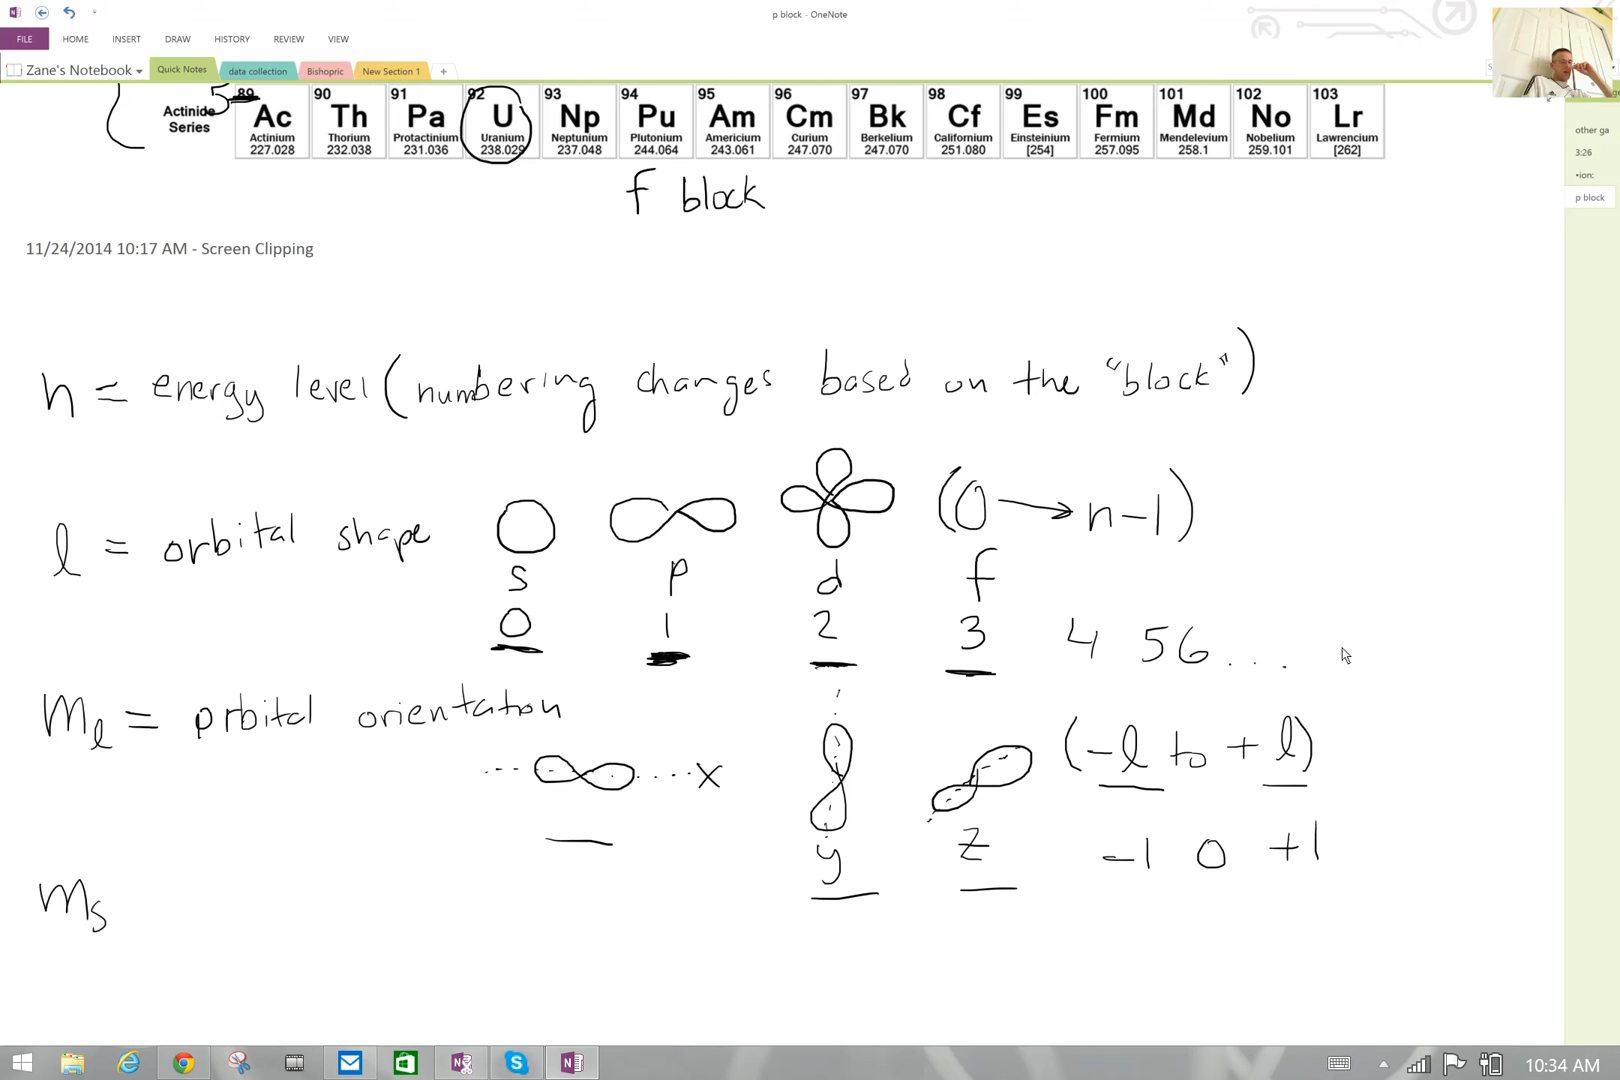 p block - OneNote
FILE HOME INSERT DRAW HISTORY REVIEW VIEW
Zane's Notebook Quick Notes data collection Bishopric New Section 1 +
other ga
3:26
•ion:
p block
Actinide Series 5
89 Ac Actinium 227.028
90 Th Thorium 232.038
91 Pa Protactinium 231.036
92 U Uranium 238.029
93 Np Neptunium 237.048
94 Pu Plutonium 244.064
95 Am Americium 243.061
96 Cm Curium 247.070
97 Bk Berkelium 247.070
98 Cf Californium 251.080
99 Es Einsteinium [254]
100 Fm Fermium 257.095
101 Md Mendelevium 258.1
102 No Nobelium 259.101
103 Lr Lawrencium [262]
f block
11/24/2014 10:17 AM - Screen Clipping
n = energy level (numbering changes based on the "block")
l = orbital shape (0 → n-1)
s p d f
0 1 2 3 4 5 6 ...
ml = orbital orientation (-l to + l)
x
y z -1 0 +1
ms
10:34 AM